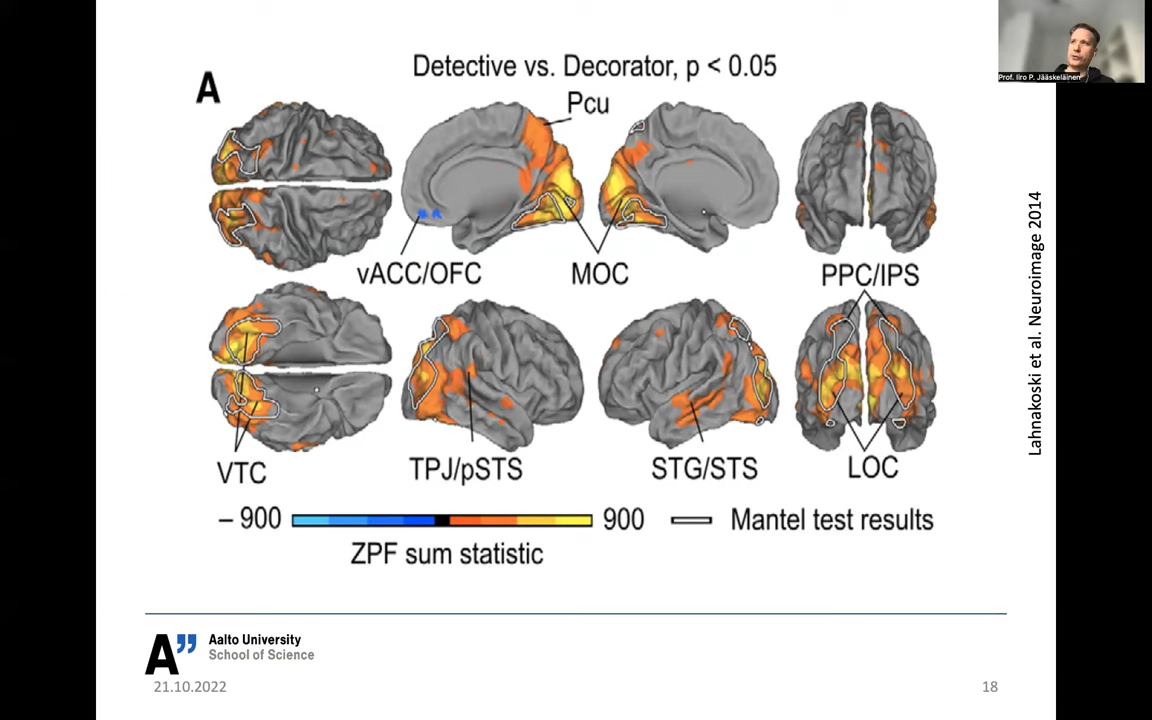 Prof. Iiro P. Jääskeläinen
A
Detective vs. Decorator, p < 0.05
Pcu
vACC/OFC
MOC
PPC/IPS
VTC
TPJ/pSTS
STG/STS
LOC
– 900
900
Mantel test results
ZPF sum statistic
Lahnakoski et al. Neuroimage 2014
A”
Aalto University
School of Science
21.10.2022
18